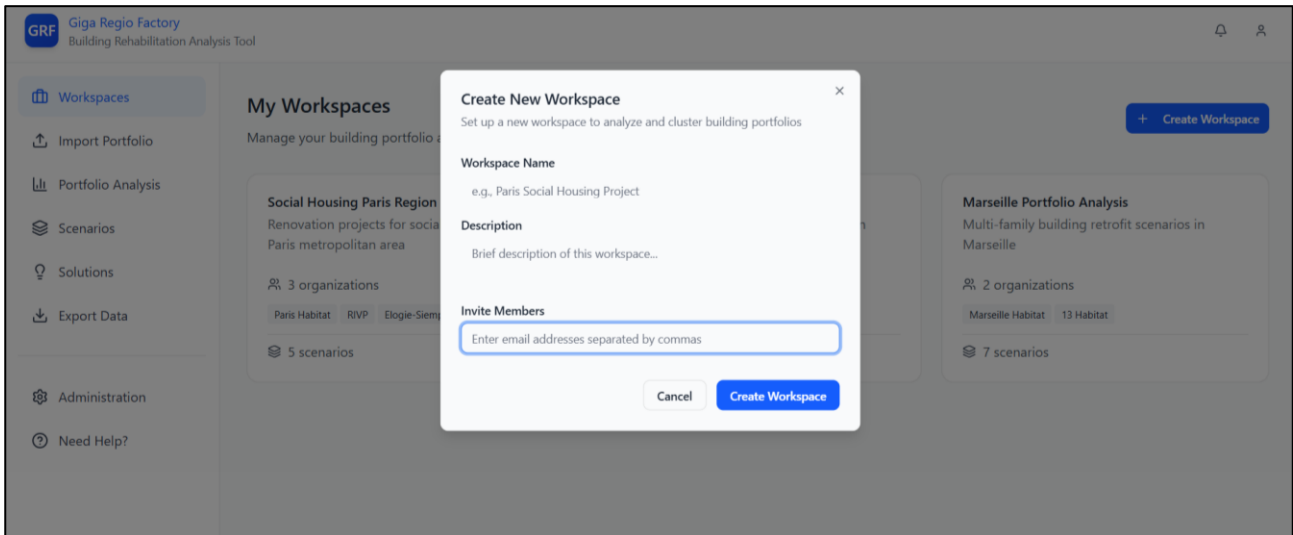 GRF
Giga Regio Factory
Building Rehabilitation Analysis Tool
Workspaces
Import Portfolio
Portfolio Analysis
Scenarios
Solutions
Export Data
Administration
Need Help?
My Workspaces
Manage your building portfolio
+ Create Workspace
Social Housing Paris Region
Renovation projects for socia
Paris metropolitan area
3 organizations
Paris Habitat RIVP Elogie-Siemp
5 scenarios
Create New Workspace
Set up a new workspace to analyze and cluster building portfolios
Workspace Name
e.g., Paris Social Housing Project
Description
Brief description of this workspace...
Invite Members
Enter email addresses separated by commas
Cancel
Create Workspace
Marseille Portfolio Analysis
Multi-family building retrofit scenarios in
Marseille
2 organizations
Marseille Habitat 13 Habitat
7 scenarios